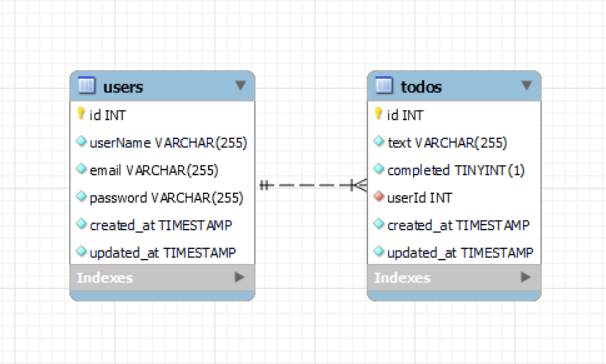 users
id INT
userName VARCHAR(255)
email VARCHAR(255)
password VARCHAR(255)
created_at TIMESTAMP
updated_at TIMESTAMP
Indexes
todos
id INT
text VARCHAR(255)
completed TINYINT(1)
userId INT
created_at TIMESTAMP
updated_at TIMESTAMP
Indexes